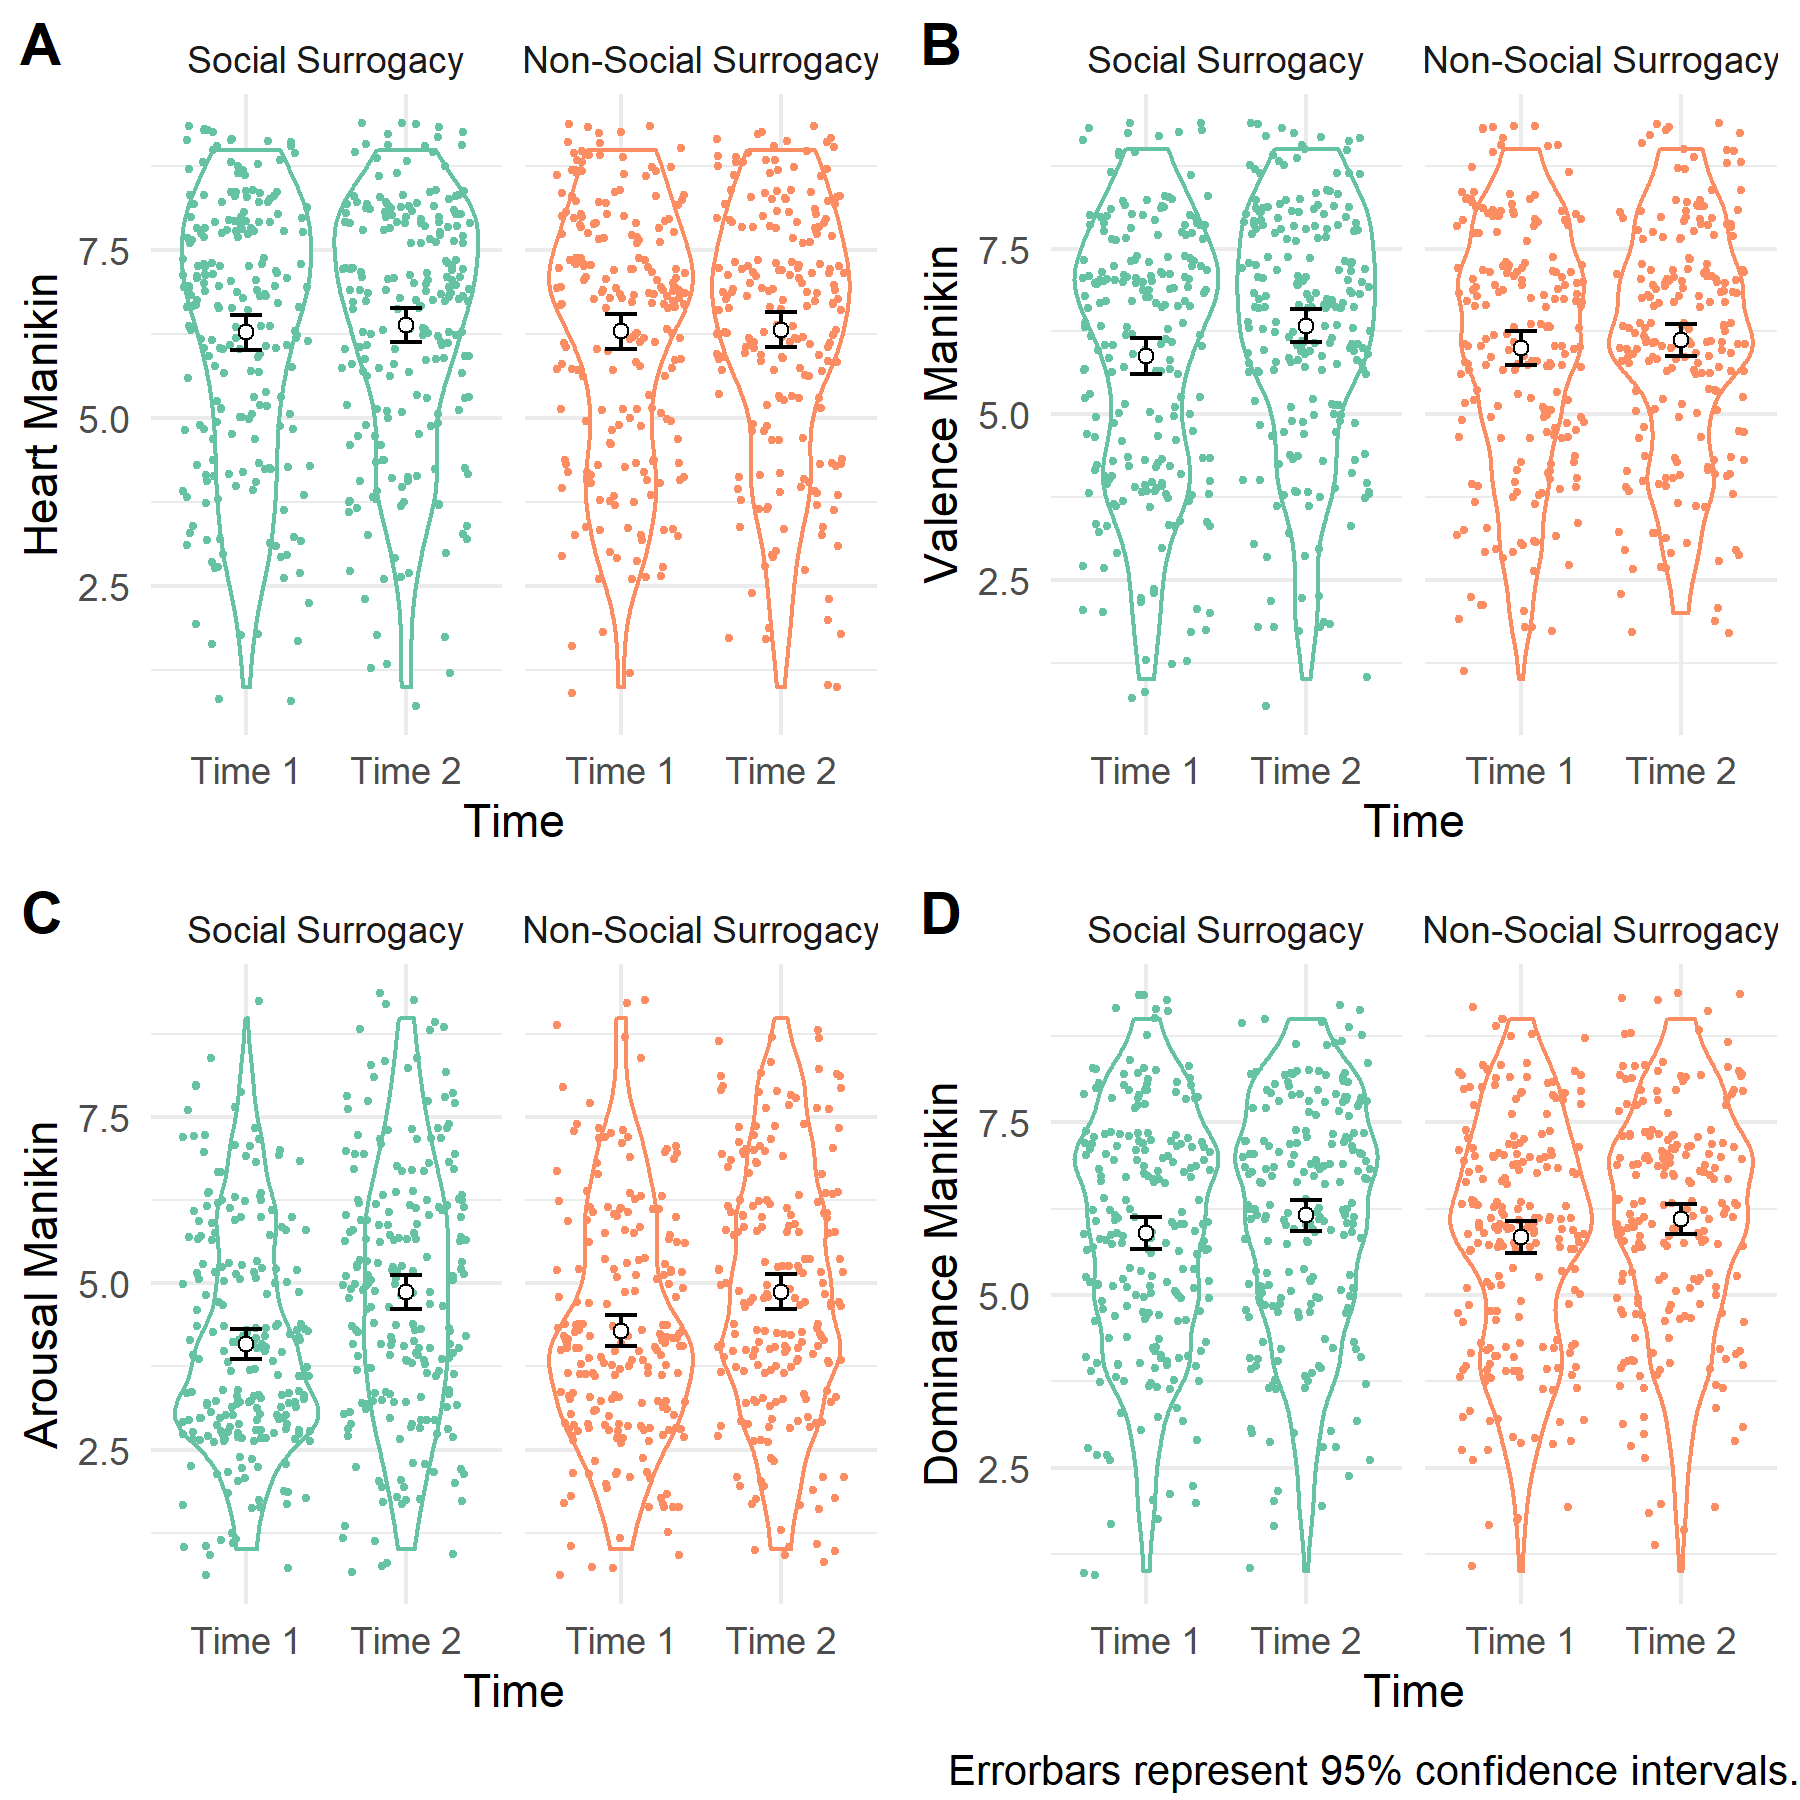 A
Social Surrogacy
Non-Social Surrogacy
Heart Manikin
7.5
5.0
2.5
Time 1
Time 2
Time 1
Time 2
Time
B
Social Surrogacy
Non-Social Surrogacy
Valence Manikin
7.5
5.0
2.5
Time 1
Time 2
Time 1
Time 2
Time
C
Social Surrogacy
Non-Social Surrogacy
Arousal Manikin
7.5
5.0
2.5
Time 1
Time 2
Time 1
Time 2
Time
D
Social Surrogacy
Non-Social Surrogacy
Dominance Manikin
7.5
5.0
2.5
Time 1
Time 2
Time 1
Time 2
Time
Errorbars represent 95% confidence intervals.